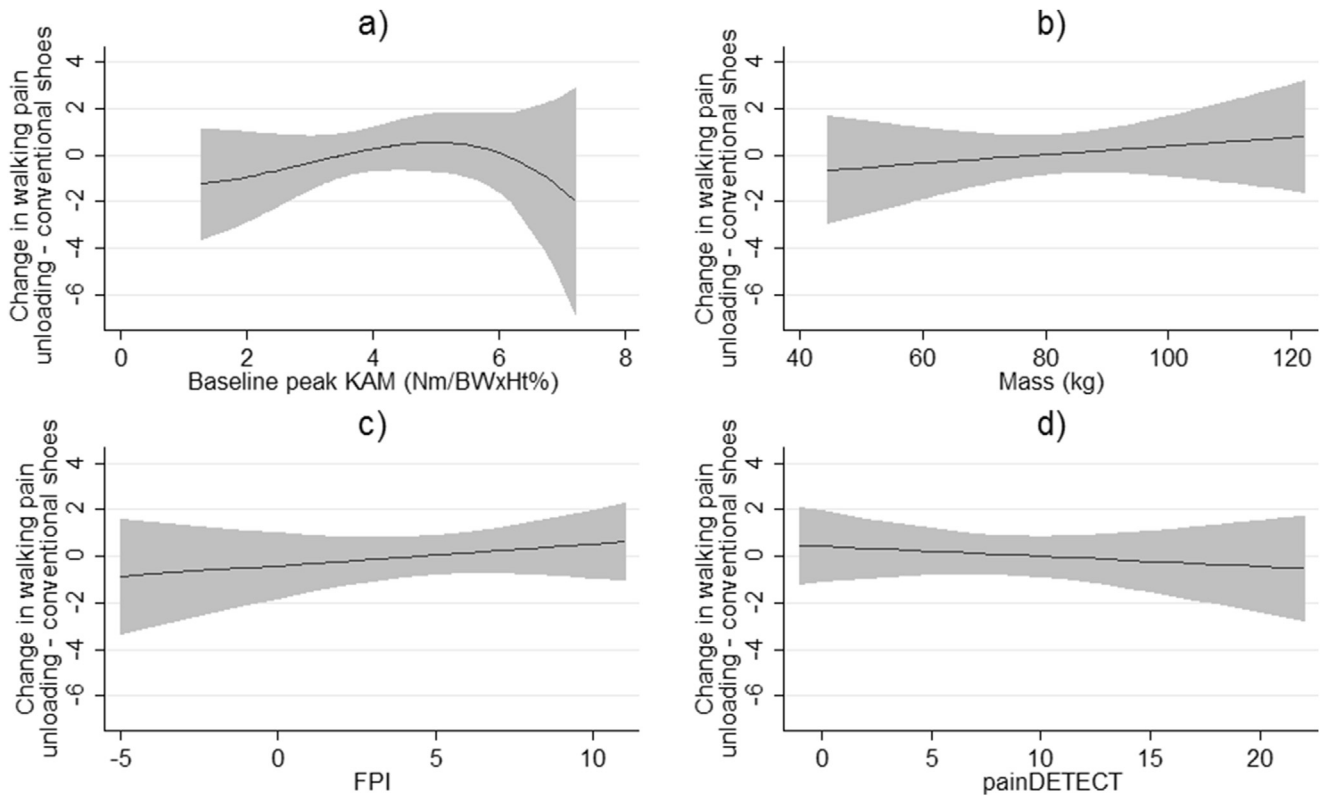 a)
Change in walking pain
unloading - conventional shoes
4
2
0
-2
-4
-6
0
2
4
6
8
Baseline peak KAM (Nm/BWxHt%)
b)
Change in walking pain
unloading - conventional shoes
4
2
0
-2
-4
-6
40
60
80
100
120
Mass (kg)
c)
Change in walking pain
unloading - conventional shoes
4
2
0
-2
-4
-6
-5
0
5
10
FPI
d)
Change in walking pain
unloading - conventional shoes
4
2
0
-2
-4
-6
0
5
10
15
20
painDETECT